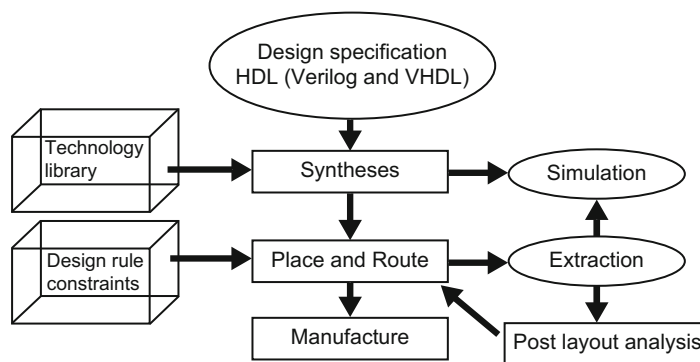 Design specification
HDL (Verilog and VHDL)
Technology
library
Syntheses
Simulation
Design rule
constraints
Place and Route
Extraction
Manufacture
Post layout analysis